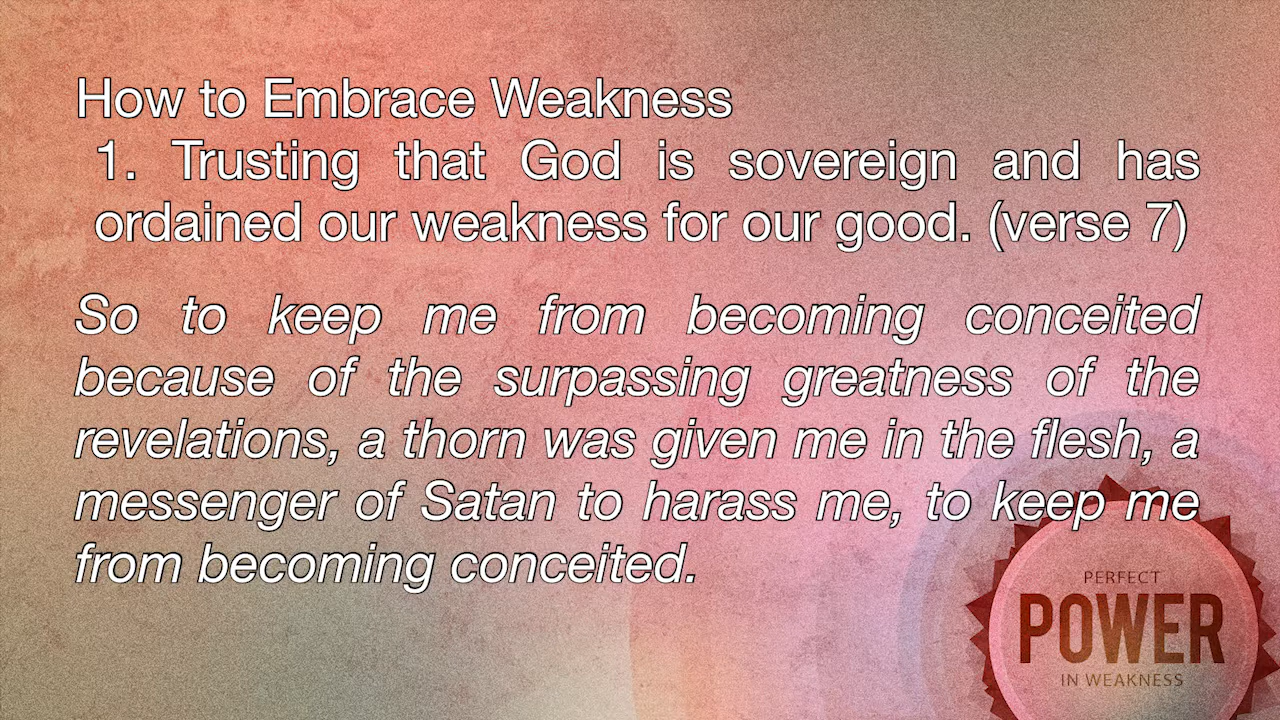 How to Embrace Weakness
1. Trusting that God is sovereign and has
ordained our weakness for our good. (verse 7)
So to keep me from becoming conceited
because of the surpassing greatness of the
revelations, a thorn was given me in the flesh, a
messenger of Satan to harass me, to keep me
from becoming conceited.
PERFECT
POWER
IN WEAKNESS